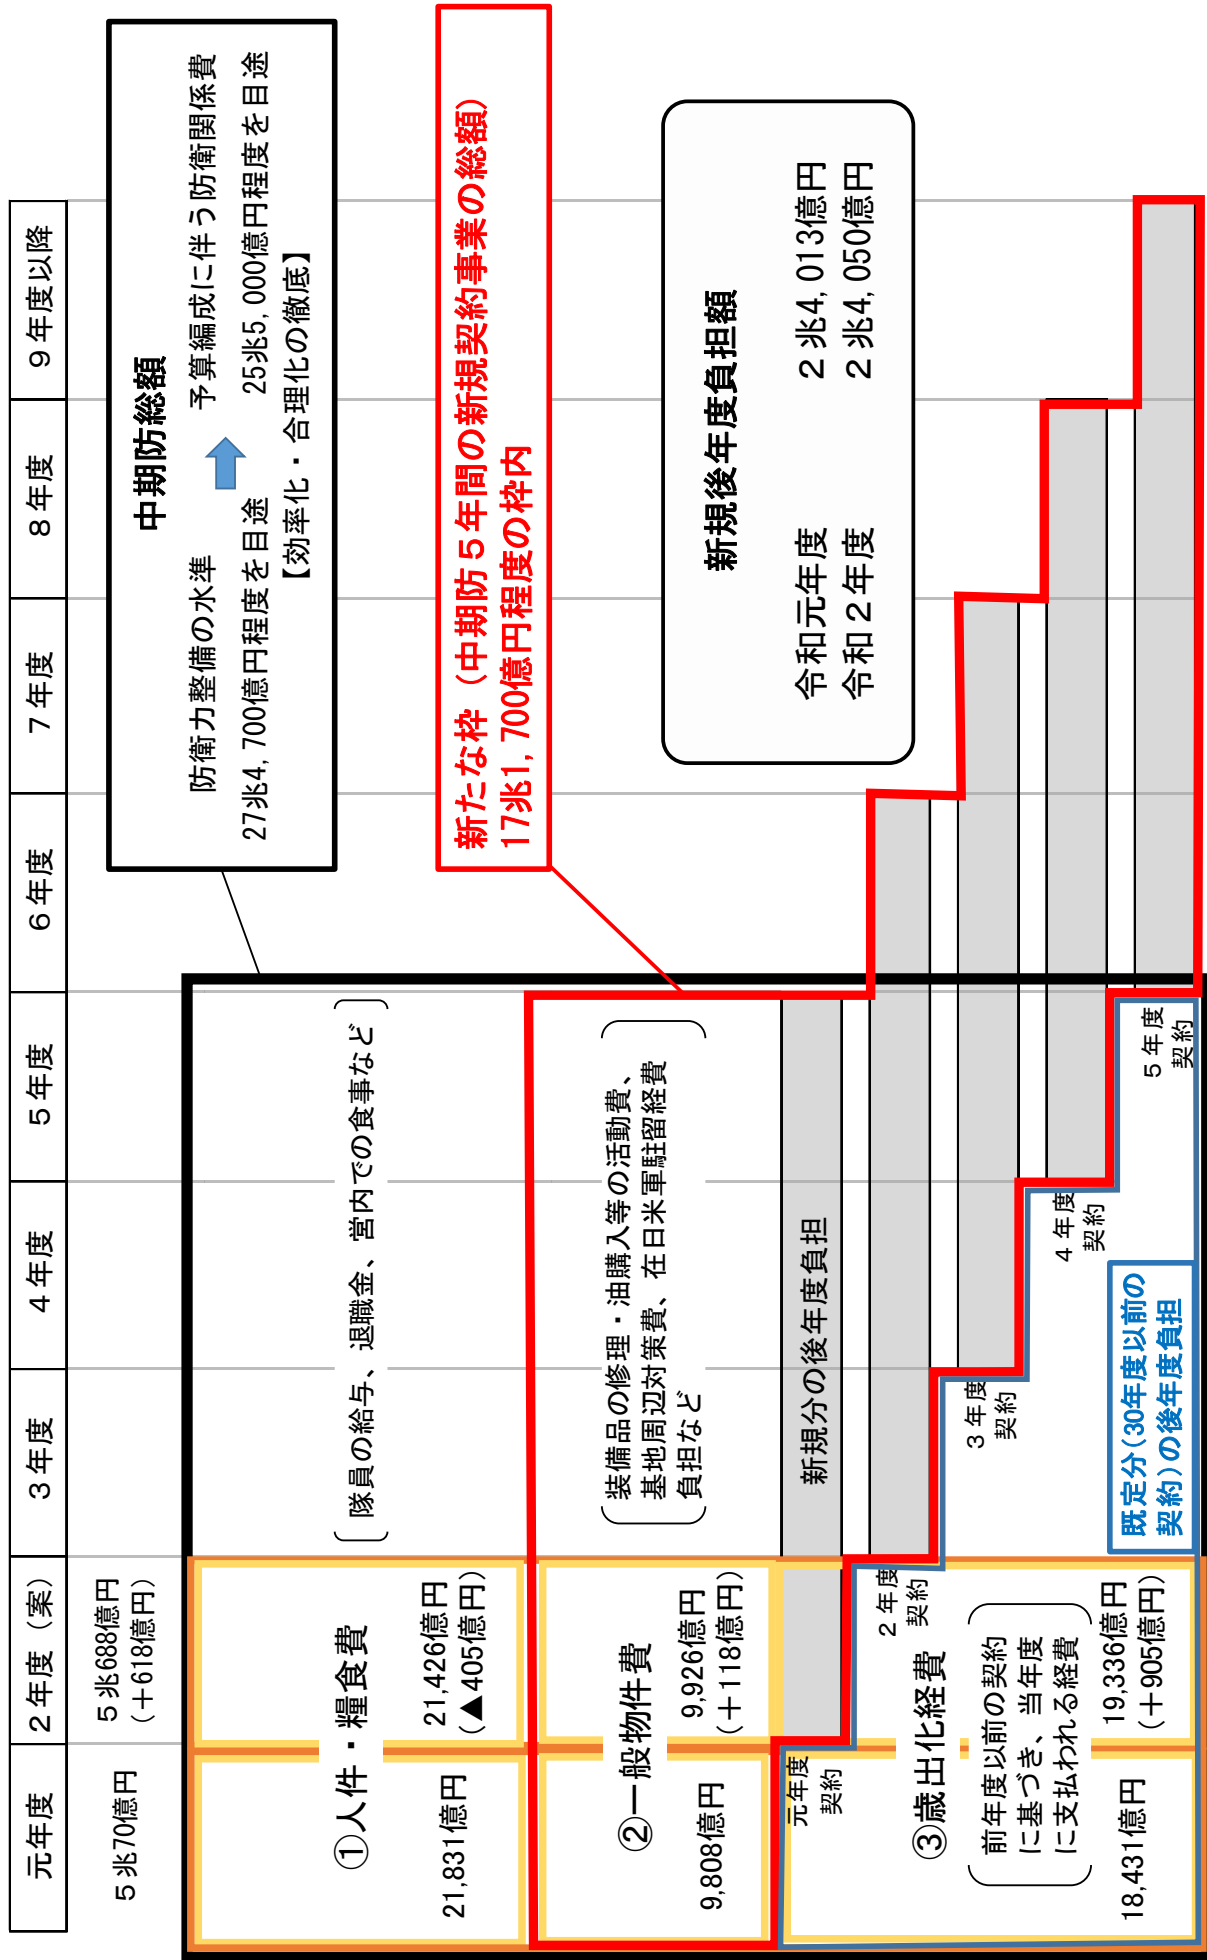 元年度
２年度（案）
３年度
４年度
５年度
６年度
７年度
８年度
９年度以降
５兆70億円
５兆688億円
（＋618億円）
中期防総額
防衛力整備の水準
予算編成に伴う防衛関係費
27兆4,700億円程度を目途
25兆5,000億円程度を目途
【効率化・合理化の徹底】
①人件・糧食費
隊員の給与、退職金、営内での食事など
21,831億円
21,426億円
（▲405億円）
新たな枠（中期防５年間の新規契約事業の総額）
17兆1,700億円程度の枠内
②一般物件費
装備品の修理・油購入等の活動費、
基地周辺対策費、在日米軍駐留経費
負担など
9,808億円
9,926億円
（＋118億円）
新規後年度負担額
令和元年度　２兆4,013億円
令和２年度　２兆4,050億円
新規分の後年度負担
元年度
契約
２年度
契約
３年度
契約
４年度
契約
５年度
契約
③歳出化経費
前年度以前の契約
に基づき、当年度
に支払われる経費
18,431億円
19,336億円
（＋905億円）
既定分（30年度以前の
契約）の後年度負担